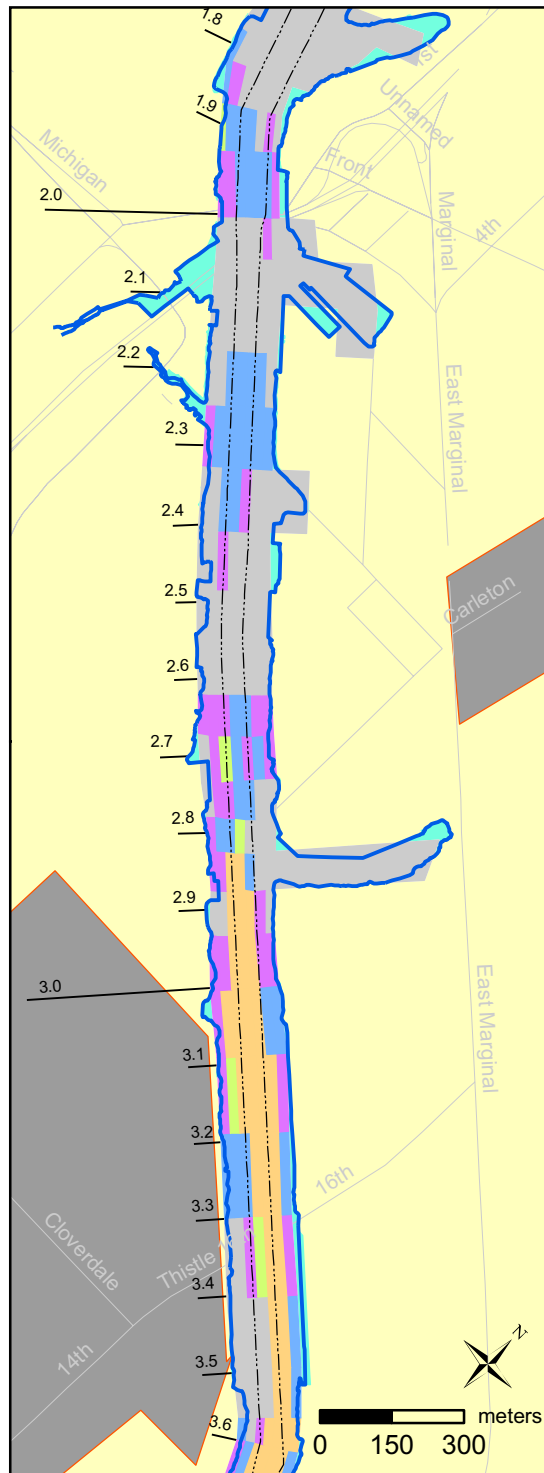 1.8
1st
1.9
Unnamed
Michigan
Front
2.0
Marginal
4th
2.1
2.2
East Marginal
2.3
2.4
2.5
Carleton
2.6
2.7
2.8
2.9
3.0
East Marginal
3.1
3.2
16th
3.3
Cloverdale
Thistle
3.4
14th
3.5
N
3.6
meters
0 150 300